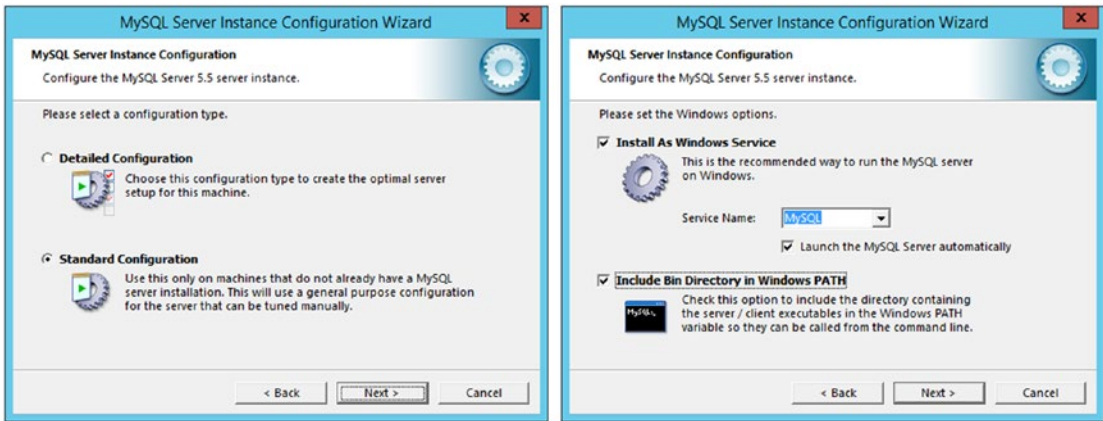 MySQL Server Instance Configuration Wizard
x
MySQL Server Instance Configuration
Configure the MySQL Server 5.5 server instance.
Please select a configuration type.
Detailed Configuration
Choose this configuration type to create the optimal server
setup for this machine.
Standard Configuration
Use this only on machines that do not already have a MySQL
server installation. This will use a general purpose configuration
for the server that can be tuned manually.
< Back
Next >
Cancel
MySQL Server Instance Configuration Wizard
x
MySQL Server Instance Configuration
Configure the MySQL Server 5.5 server instance.
Please set the Windows options.
Install As Windows Service
This is the recommended way to run the MySQL server
on Windows.
Service Name:
MySQL
Launch the MySQL Server automatically
Include Bin Directory in Windows PATH
Check this option to include the directory containing
the server / client executables in the Windows PATH
variable so they can be called from the command line.
< Back
Next >
Cancel